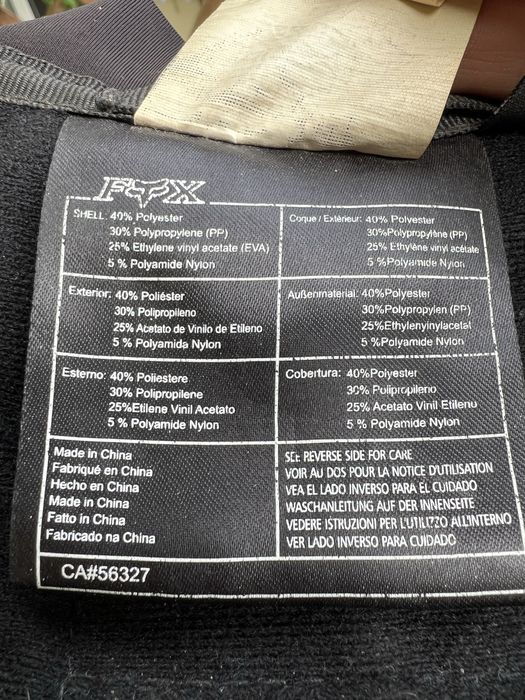 FOX
SHELL: 40% Polyester
30% Polypropylene (PP)
25% Ethylene vinyl acetate (EVA)
5 % Polyamide Nylon
Coque / Extérieur: 40% Polyester
30%Polypropylène (PP)
25% Ethylène vinyl acétate
5 % Polyamide Nylon
Exterior: 40% Poliéster
30% Polipropileno
25% Acetato de Vinilo de Etileno
5 % Polyamida Nylon
Außenmaterial: 40%Polyester
30%Polypropylen (PP)
25%Ethylenyinylacetat
5 % Polyamide Nylon
Esterno: 40% Poliestere
30% Polipropilene
25%Etilene Vinil Acetato
5 % Polyamide Nylon
Cobertura: 40%Polyester
30% Polipropileno
25% Acetato Vinil Etilenu
5 % Polyamide Nylon
Made in China
Fabriqué en China
Hecho en China
Made in China
Fatto in China
Fabricado na China
SEE REVERSE SIDE FOR CARE
VOIR AU DOS POUR LA NOTICE D'UTILISATION
VEA EL LADO INVERSO PARA EL CUIDADO
WASCHANLEITUNG AUF DER INNENSEITE
VEDERE ISTRUZIONI PER L'UTILIZZO ALL'INTERNO
VER LADO INVERSO PARA CUIDADO
CA#56327